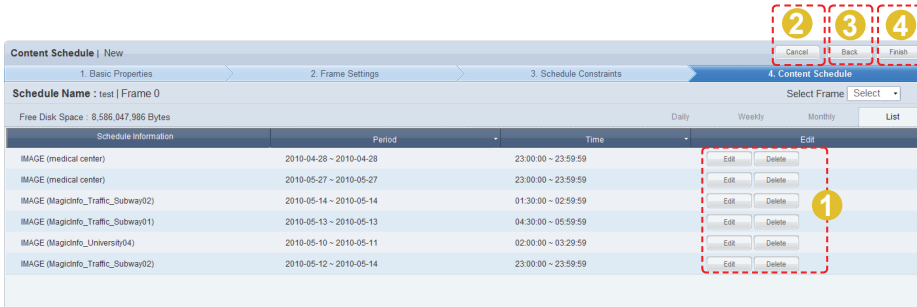 2 3 4
Content Schedule | New Cancel Back Finish
1. Basic Properties 2. Frame Settings 3. Schedule Constraints 4. Content Schedule
Schedule Name : test | Frame 0 Select Frame Select
Free Disk Space : 8,586,047,986 Bytes Daily Weekly Monthly List
Schedule Information Period Time Edit
IMAGE (medical center) 2010-04-28 ~ 2010-04-28 23:00:00 ~ 23:59:59 Edit Delete
IMAGE (medical center) 2010-05-27 ~ 2010-05-27 23:00:00 ~ 23:59:59 Edit Delete
IMAGE (MagicInfo_Traffic_Subway02) 2010-05-14 ~ 2010-05-14 01:30:00 ~ 02:59:59 Edit Delete
IMAGE (MagicInfo_Traffic_Subway01) 2010-05-13 ~ 2010-05-13 04:30:00 ~ 05:59:59 Edit Delete 1
IMAGE (MagicInfo_University04) 2010-05-10 ~ 2010-05-11 02:00:00 ~ 03:29:59 Edit Delete
IMAGE (MagicInfo_Traffic_Subway02) 2010-05-12 ~ 2010-05-14 23:00:00 ~ 23:59:59 Edit Delete